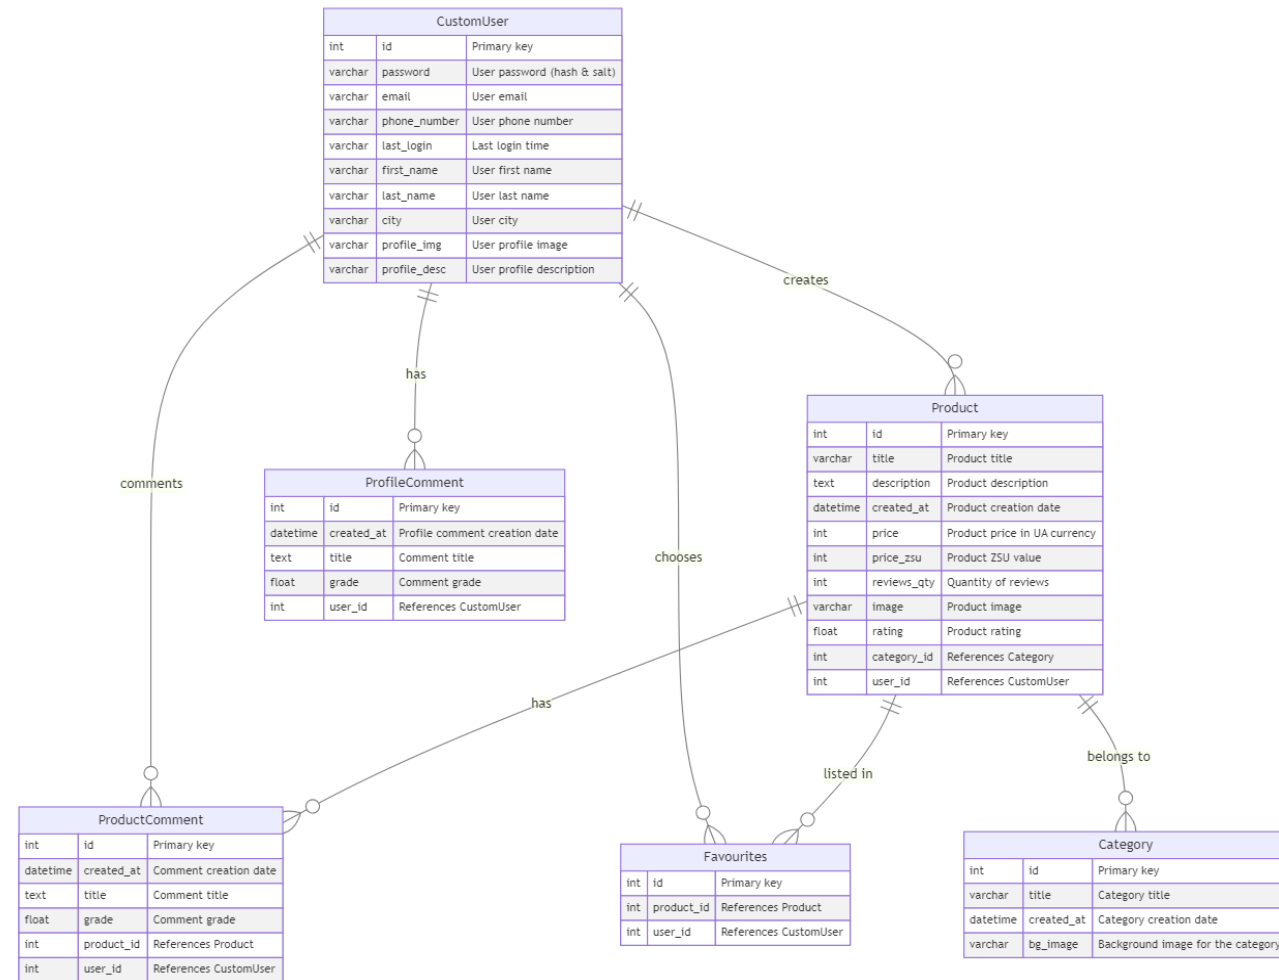 CustomUser
int id Primary key
varchar password User password (hash & salt)
varchar email User email
varchar phone_number User phone number
varchar last_login Last login time
varchar first_name User first name
varchar last_name User last name
varchar city User city
varchar profile_img User profile image
varchar profile_desc User profile description
creates
has
comments
chooses
Product
int id Primary key
varchar title Product title
text description Product description
datetime created_at Product creation date
int price Product price in UA currency
int price_zsu Product ZSU value
int reviews_qty Quantity of reviews
varchar image Product image
float rating Product rating
int category_id References Category
int user_id References CustomUser
ProfileComment
int id Primary key
datetime created_at Profile comment creation date
text title Comment title
float grade Comment grade
int user_id References CustomUser
has
listed in
belongs to
ProductComment
int id Primary key
datetime created_at Comment creation date
text title Comment title
float grade Comment grade
int product_id References Product
int user_id References CustomUser
Favourites
int id Primary key
int product_id References Product
int user_id References CustomUser
Category
int id Primary key
varchar title Category title
datetime created_at Category creation date
varchar bg_image Background image for the category